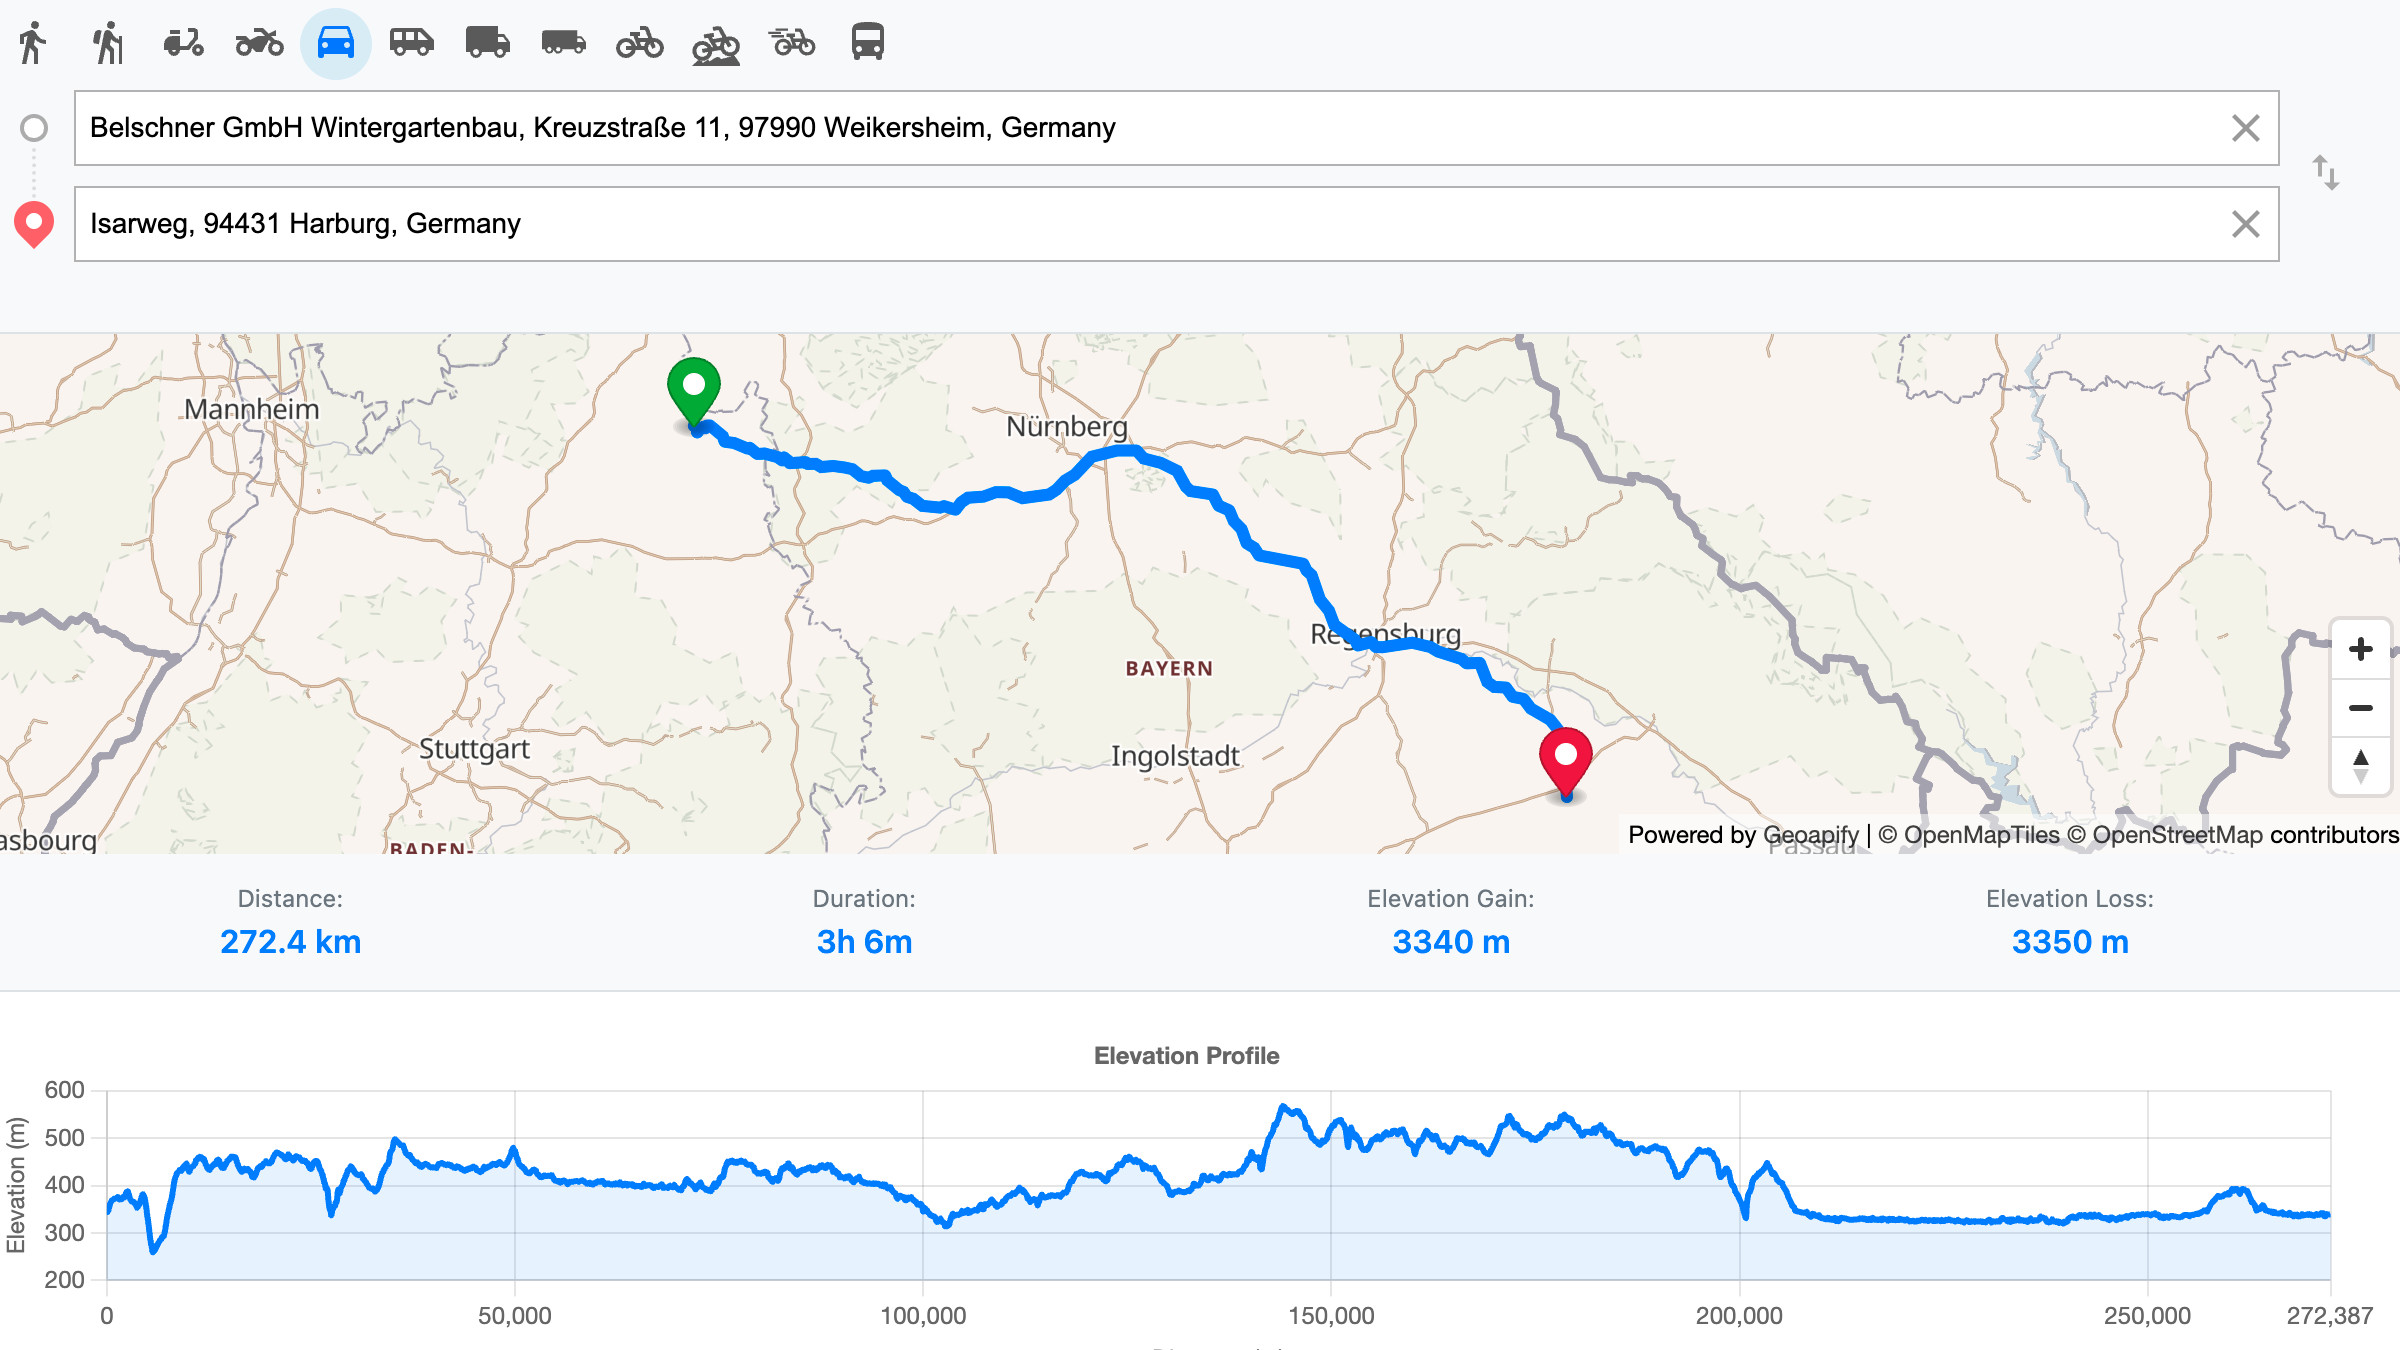 Belschner GmbH Wintergartenbau, Kreuzstraße 11, 97990 Weikersheim, Germany
Isarweg, 94431 Harburg, Germany
Mannheim
Nürnberg
Regensburg
BAYERN
Stuttgart
Ingolstadt
asbourg
BADEN-
Passau
Powered by Geoapify | © OpenMapTiles © OpenStreetMap contributors
Distance:
272.4 km
Duration:
3h 6m
Elevation Gain:
3340 m
Elevation Loss:
3350 m
Elevation Profile
Elevation (m)
600
500
400
300
200
0
50,000
100,000
150,000
200,000
250,000
272,387